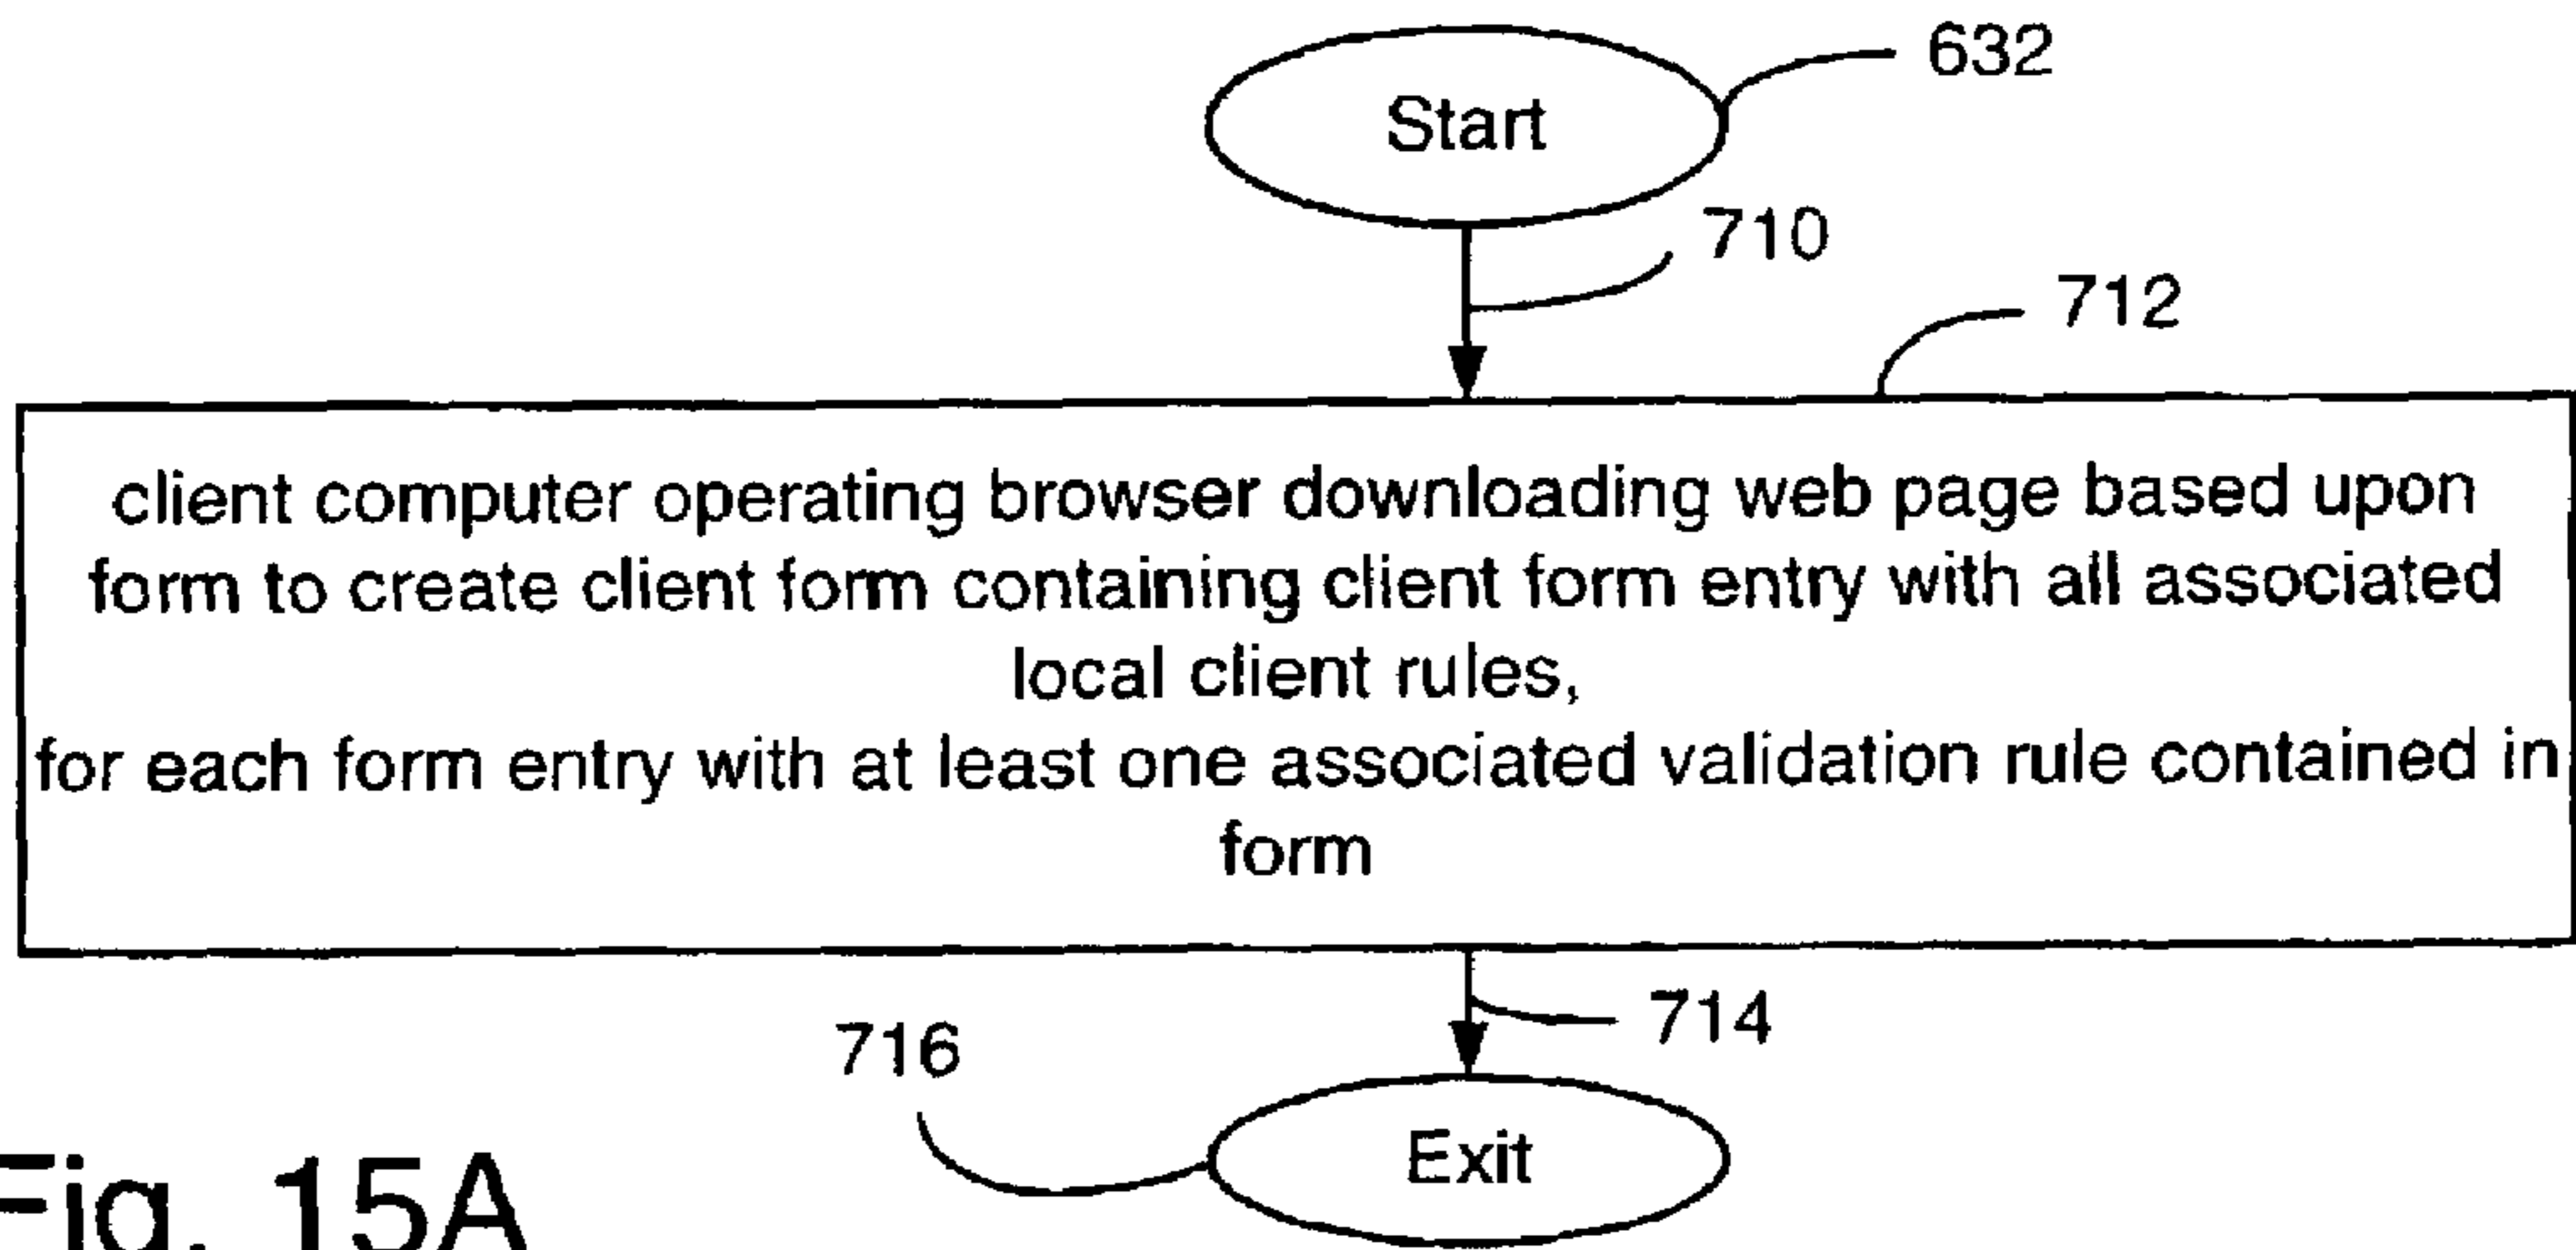 Start
632
710
712
client computer operating browser downloading web page based upon
form to create client form containing client form entry with all associated
local client rules,
for each form entry with at least one associated validation rule contained in
form
714
716
Exit
Fig. 15A